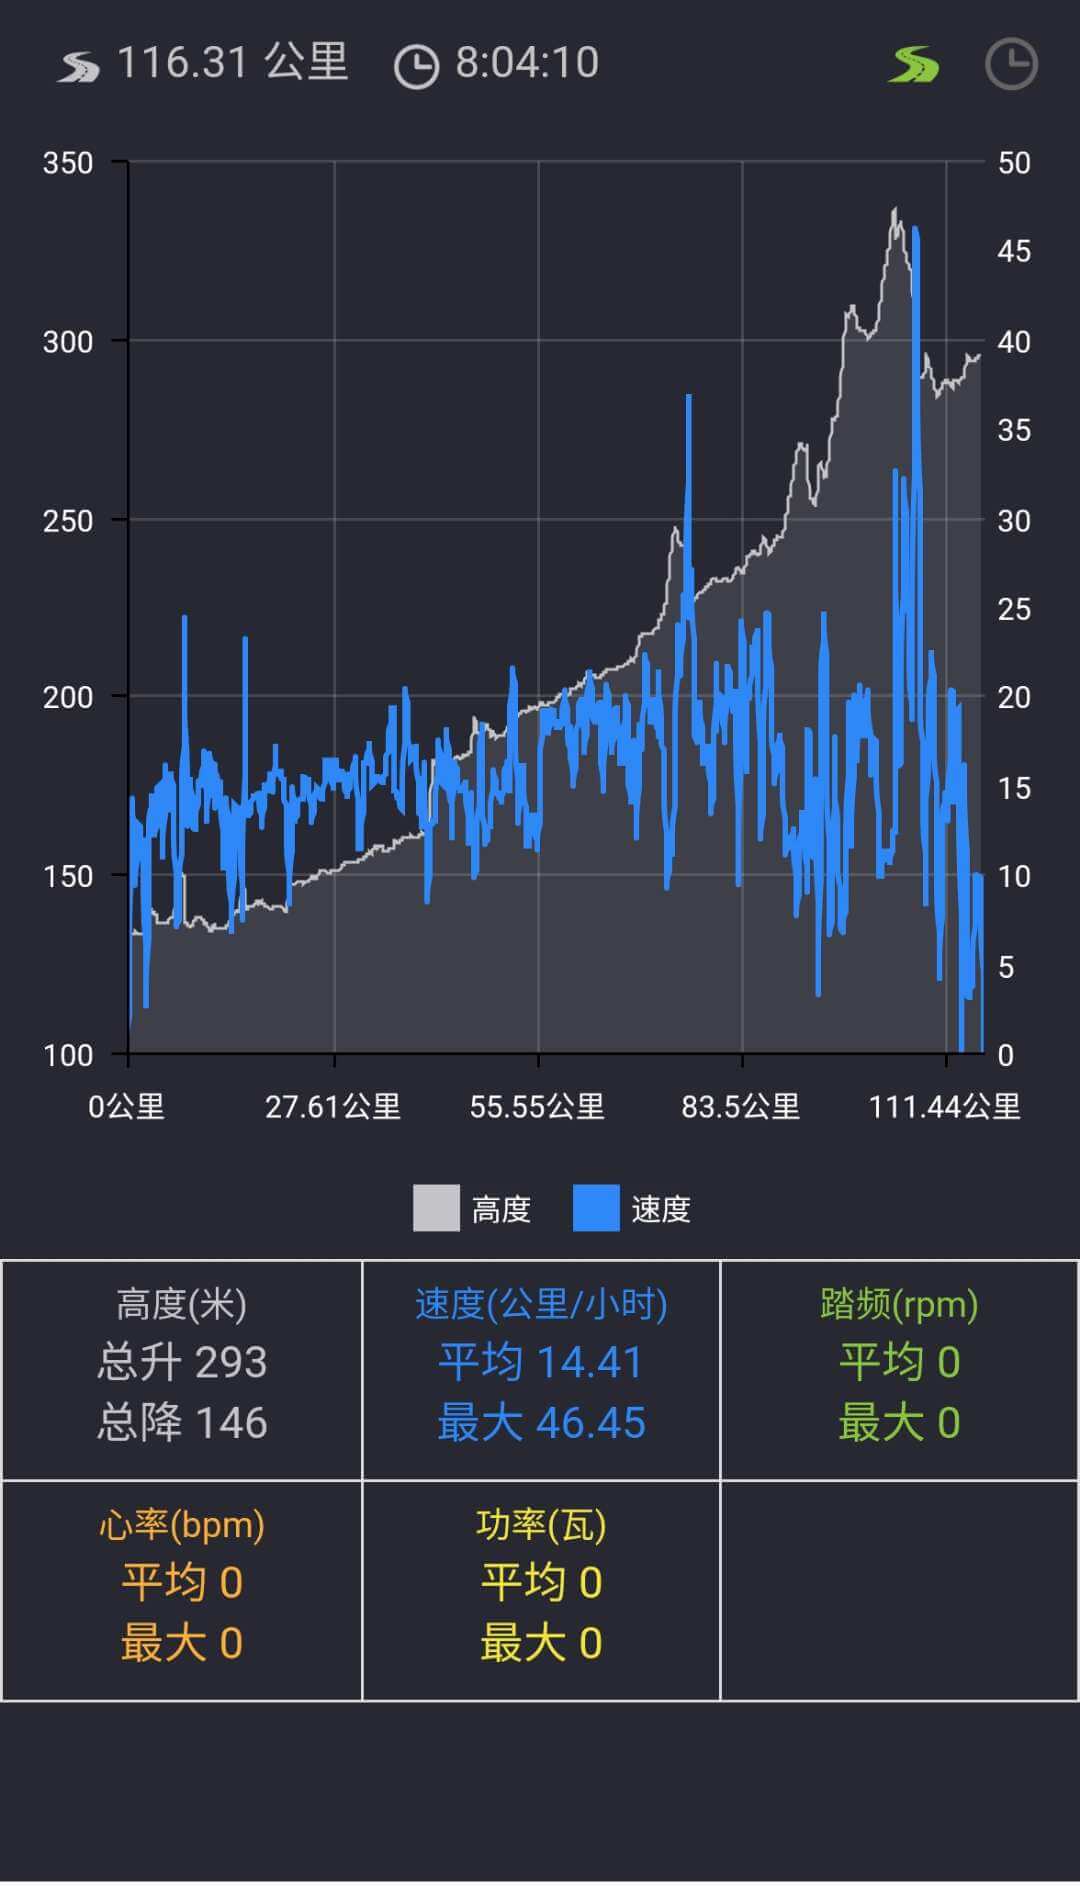 116.31 公里 8:04:10
350 50
45
300 40
35
250 30
25
200 20
15
150 10
5
100 0
0公里 27.61公里 55.55公里 83.5公里 111.44公里
高度 速度
高度(米) 速度(公里/小时) 踏频(rpm)
总升 293 平均 14.41 平均 0
总降 146 最大 46.45 最大 0
心率(bpm) 功率(瓦)
平均 0 平均 0
最大 0 最大 0